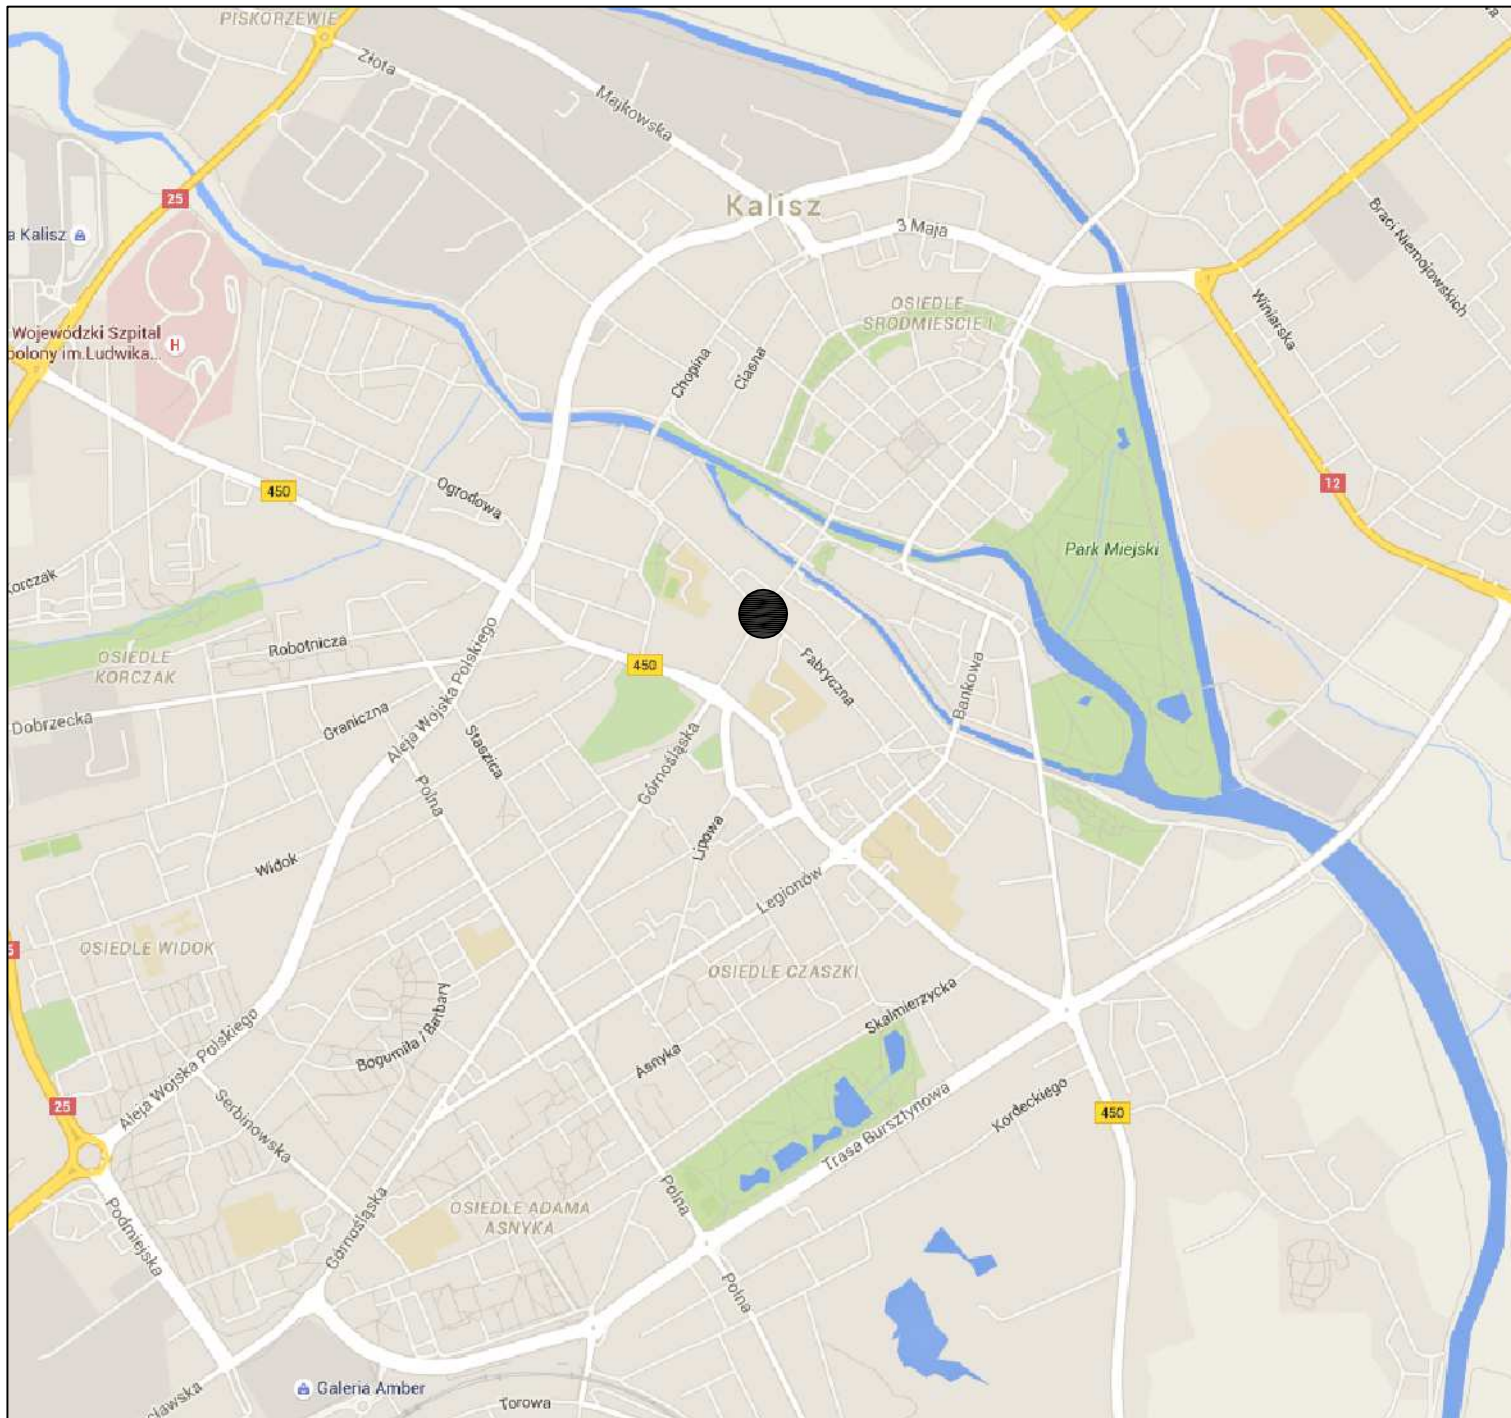 PISKORZEWIE
Złota
Majkowska
25
Kalisz
a Kalisz
3 Maja
Braci Niemojowskich
Winiarska
OSIEDLE
ŚRÓDMIEŚCIE I
Wojewódzki Szpital
polony im.Ludwika...
H
Chopina
Ciasna
450
Ogrodowa
12
Park Miejski
Korczak
Robotnicza
OSIEDLE
KORCZAK
450
Fabryczna
Bankowa
Dobrzecka
Graniczna
Aleja Wojska Polskiego
Staszica
Górnośląska
Polna
Lipowa
Widok
Legionów
OSIEDLE WIDOK
OSIEDLE CZASZKI
Skalmierzycka
Bogumiła / Barbary
Asnyka
Aleja Wojska Polskiego
25
Serbinowska
Kordeckiego
450
Trasa Bursztynowa
Polna
OSIEDLE ADAMA
ASNYKA
Podmiejska
Górnośląska
Polna
Galeria Amber
Torowa